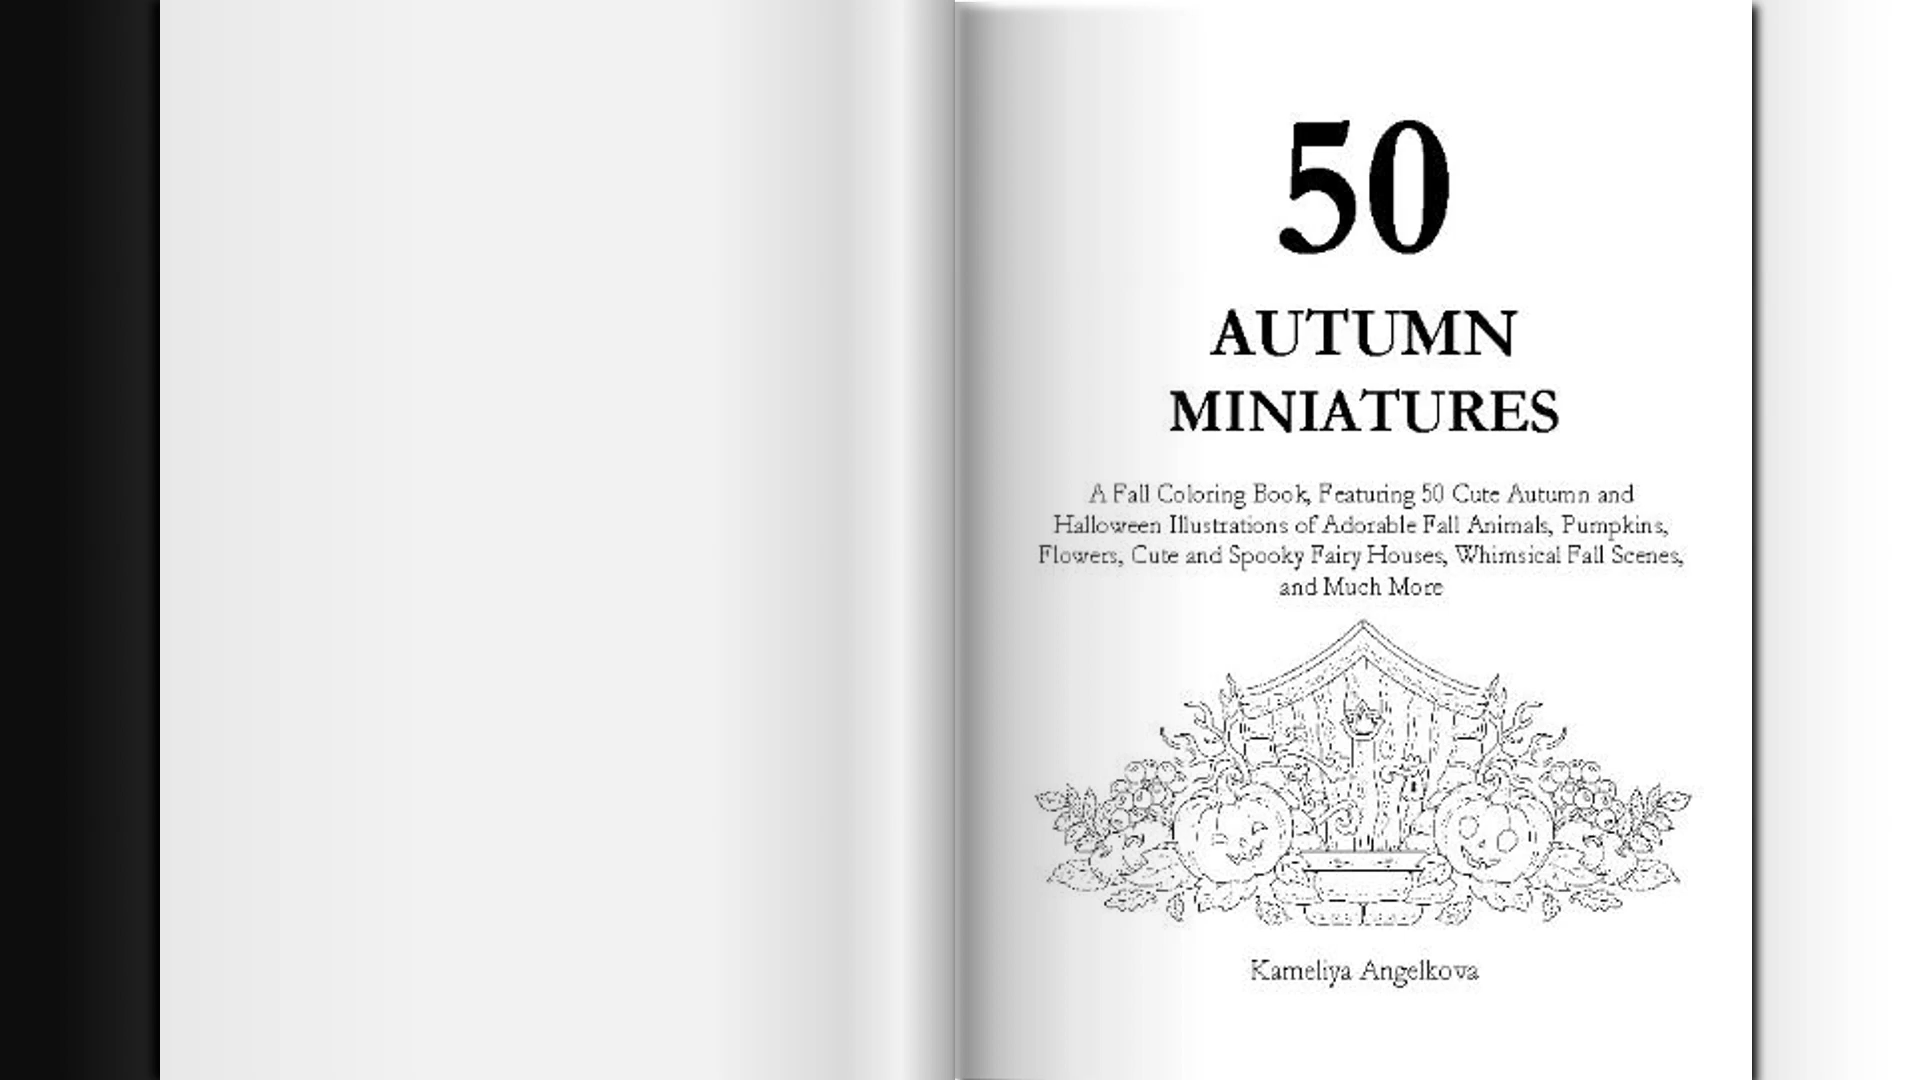 50
AUTUMN
MINIATURES
A Fall Coloring Book, Featuring 50 Cute Autumn and
Halloween Illustrations of Adorable Fall Animals, Pumpkins,
Flowers, Cute and Spooky Fairy Houses, Whimsical Fall Scenes,
and Much More
Kameliya Angelkova